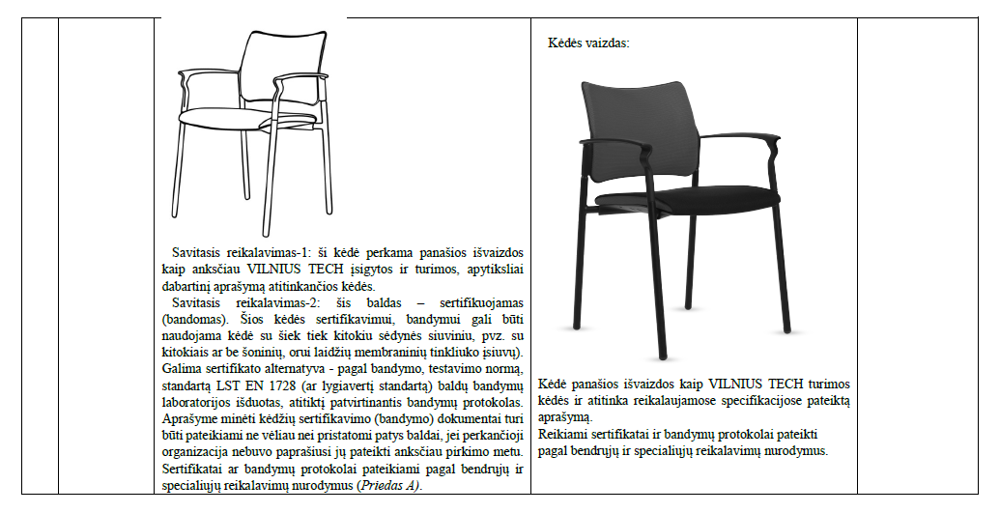 Savitasis reikalavimas-1: ši kėdė perkama panašios išvaizdos
kaip anksčiau VILNIUS TECH įsigytos ir turimos, apytiksliai
dabartinį aprašymą atitinkančios kėdės.
Savitasis reikalavimas-2: šis baldas – sertifikuojamas
(bandomas). Šios kėdės sertifikavimui, bandymui gali būti
naudojama kėdė su šiek tiek kitokiu sėdynės siuviniu, pvz. su
kitokiais ar be šoninių, orui laidžių membraninių tinkliuko įsiuvų).
Galima sertifikato alternatyva - pagal bandymo, testavimo normą,
standartą LST EN 1728 (ar lygiavertį standartą) baldų bandymų
laboratorijos išduotas, atitiktį patvirtinantis bandymų protokolas.
Aprašyme minėti kėdžių sertifikavimo (bandymo) dokumentai turi
būti pateikiami ne vėliau nei pristatomi patys baldai, jei perkančioji
organizacija nebuvo paprašiusi jų pateikti anksčiau pirkimo metu.
Sertifikatai ar bandymų protokolai pateikiami pagal bendrųjų ir
specialiųjų reikalavimų nurodymus (Priedas A).
Kėdės vaizdas:
Kėdė panašios išvaizdos kaip VILNIUS TECH turimos
kėdės ir atitinka reikalaujamose specifikacijose pateiktą
aprašymą.
Reikiami sertifikatai ir bandymų protokolai pateikti
pagal bendrųjų ir specialiųjų reikalavimų nurodymus.